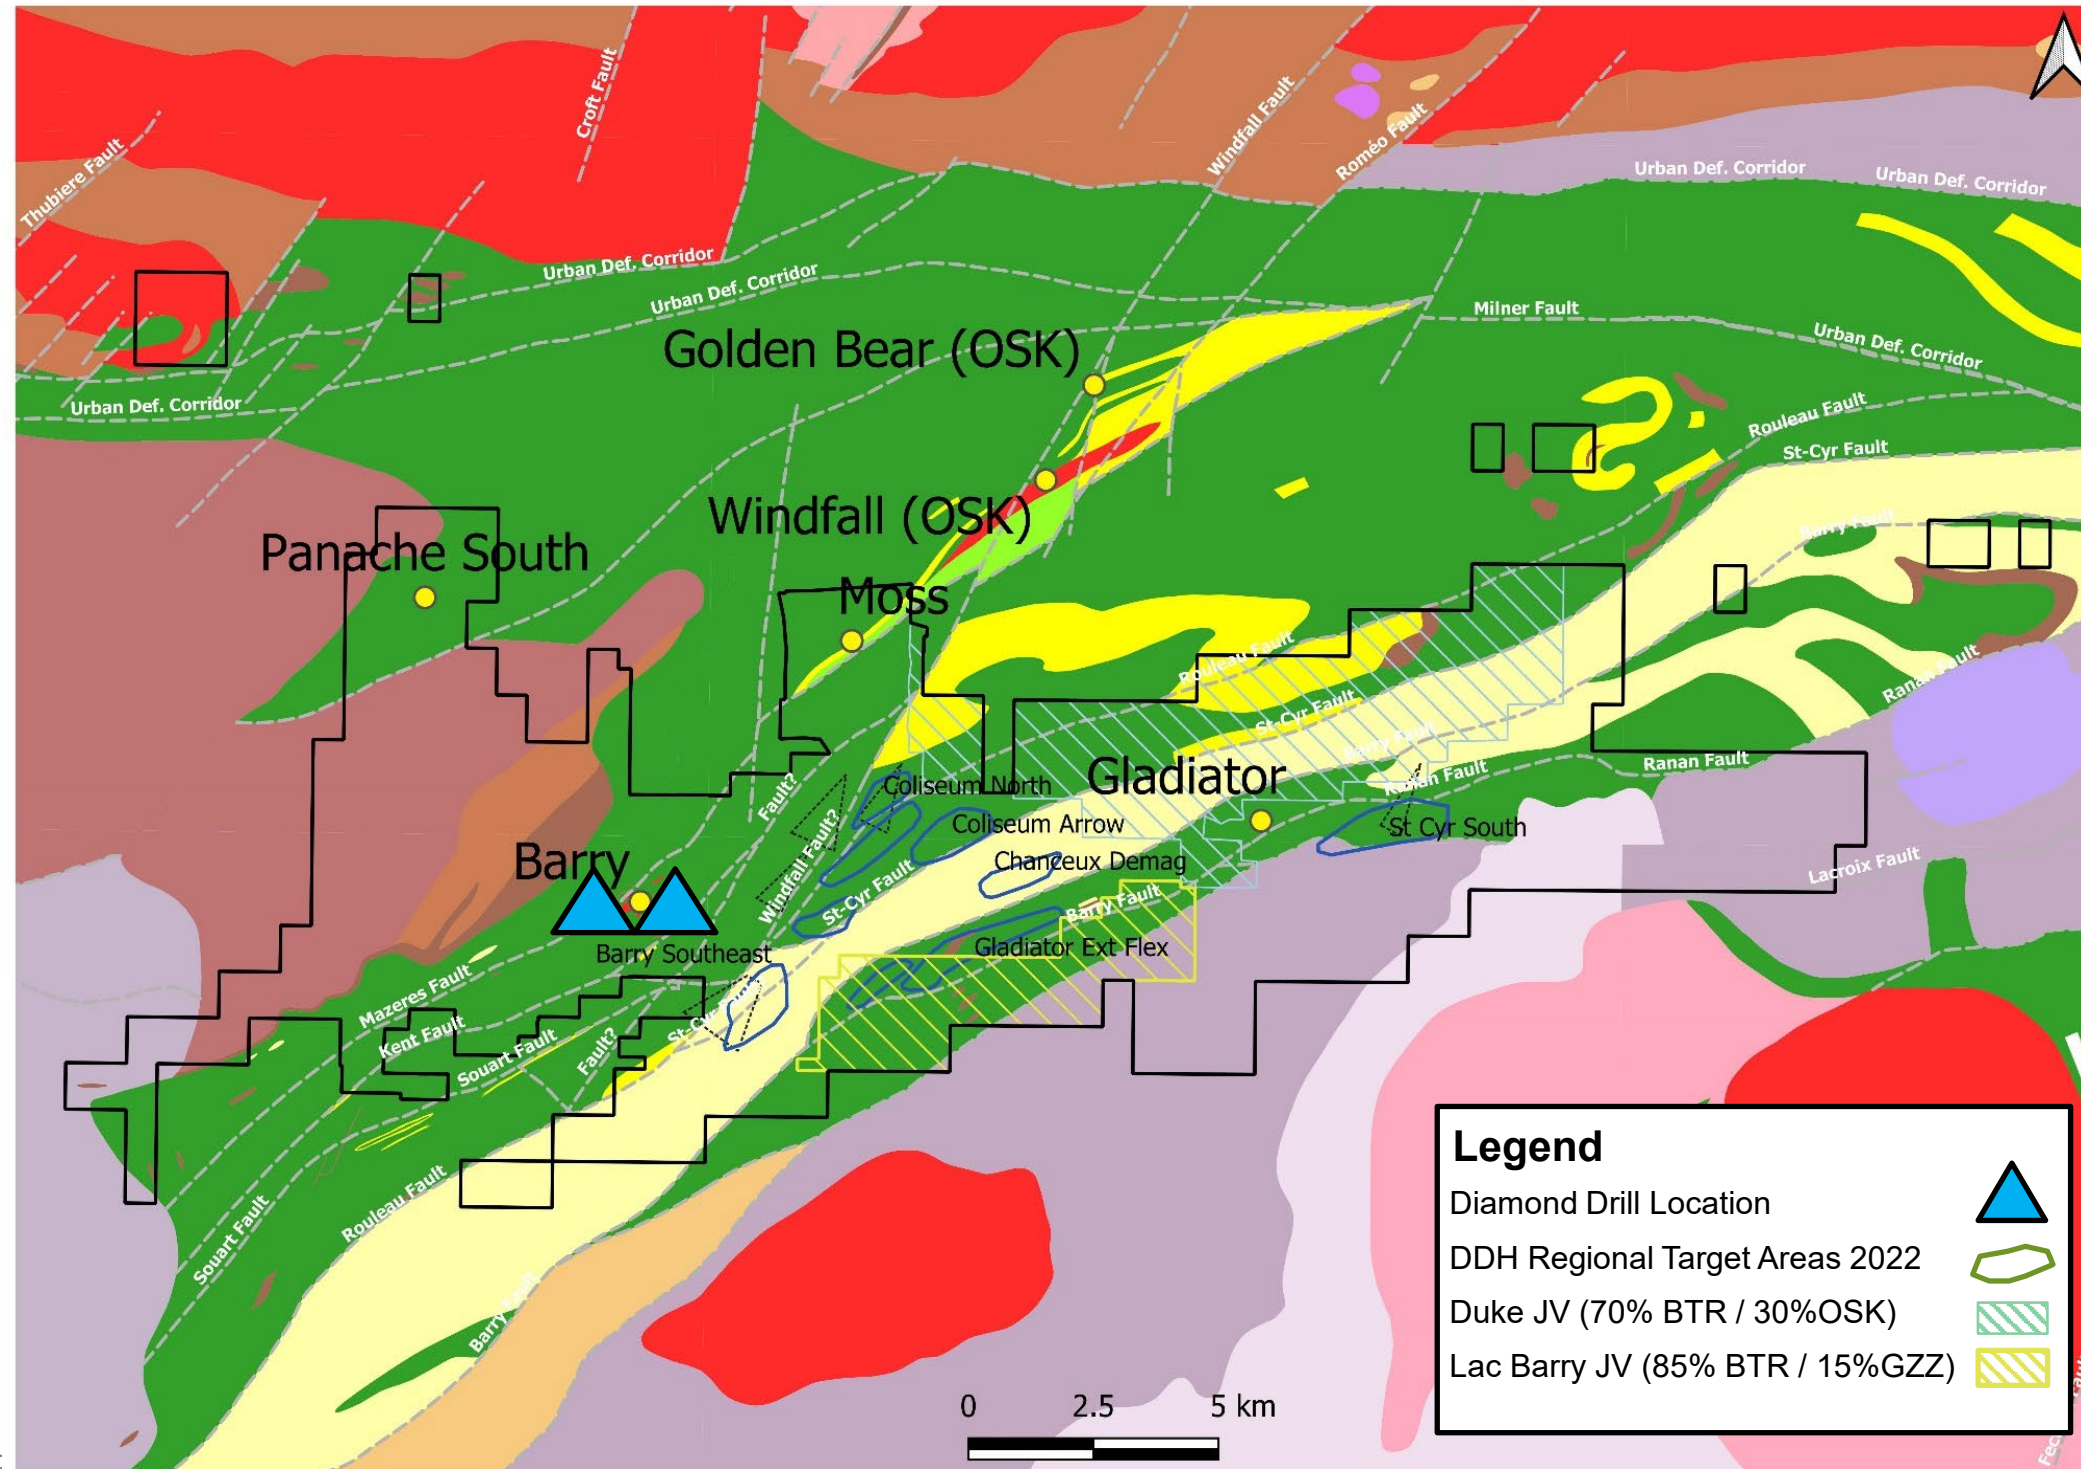 Croft Fault
Thubiere Fault
Windfall Fault
Roméo Fault
Urban Def. Corridor
Urban Def. Corridor
Urban Def. Corridor
Urban Def. Corridor
Milner Fault
Urban Def. Corridor
Golden Bear (OSK)
Urban Def. Corridor
Rouleau Fault
St-Cyr Fault
Windfall (OSK)
Barry Fault
Panache South
Moss
Rouleau Fault
Ranan Fault
St-Cyr Fault
Barry Fault
Ranan Fault
Fault?
Coliseum North
Gladiator
Fault
Windfall Fault?
Coliseum Arrow
St Cyr South
Barry
Chanceux Demag
Lacroix Fault
St-Cyr Fault
Barry Fault
Barry Southeast
Gladiator Ext Flex
Mazeres Fault
St-Cyr
Kent Fault
Souart Fault
Fault?
Souart Fault
Rouleau Fault
Barry Fault
Legend
Diamond Drill Location
DDH Regional Target Areas 2022
Duke JV (70% BTR / 30%OSK)
Lac Barry JV (85% BTR / 15%GZZ)
0 2.5 5 km